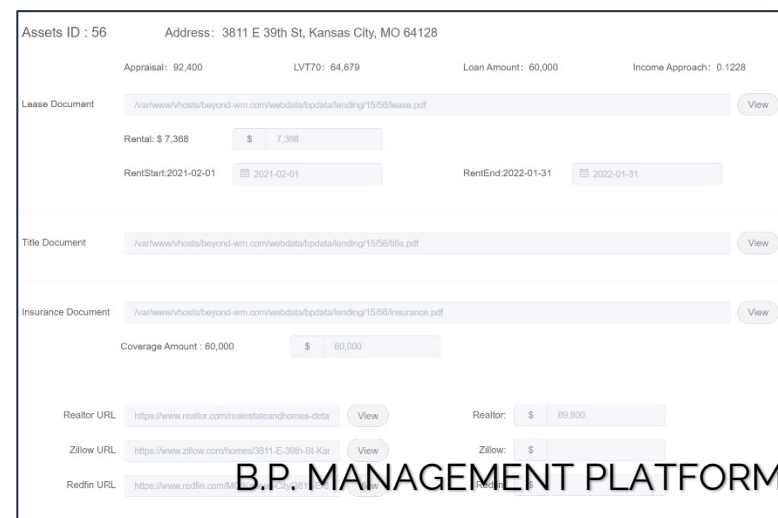 Assets ID : 56 Address: 3811 E 39th St, Kansas City, MO 64128
Appraisal: 92,400 LVT70: 64,679 Loan Amount: 60,000 Income Approach: 0.1228
Lease Document /var/www/vhosts/beyond-wm.com/webdata/bpdata/lending/15/56/lease.pdf View
Rental: $ 7,368 $ 7,368
RentStart:2021-02-01 2021-02-01 RentEnd:2022-01-31 2022-01-31
Title Document /var/www/vhosts/beyond-wm.com/webdata/bpdata/lending/15/56/title.pdf View
Insurance Document /var/www/vhosts/beyond-wm.com/webdata/bpdata/lending/15/56/insurance.pdf View
Coverage Amount : 60,000 $ 60,000
Realtor URL https://www.realtor.com/realestateandhomes-deta View Realtor: $ 89,800
Zillow URL https://www.zillow.com/homes/3811-E-39th-St-Kar View Zillow: $
Redfin URL https://www.redfin.com/ View Redfin: $
B.P. MANAGEMENT PLATFORM